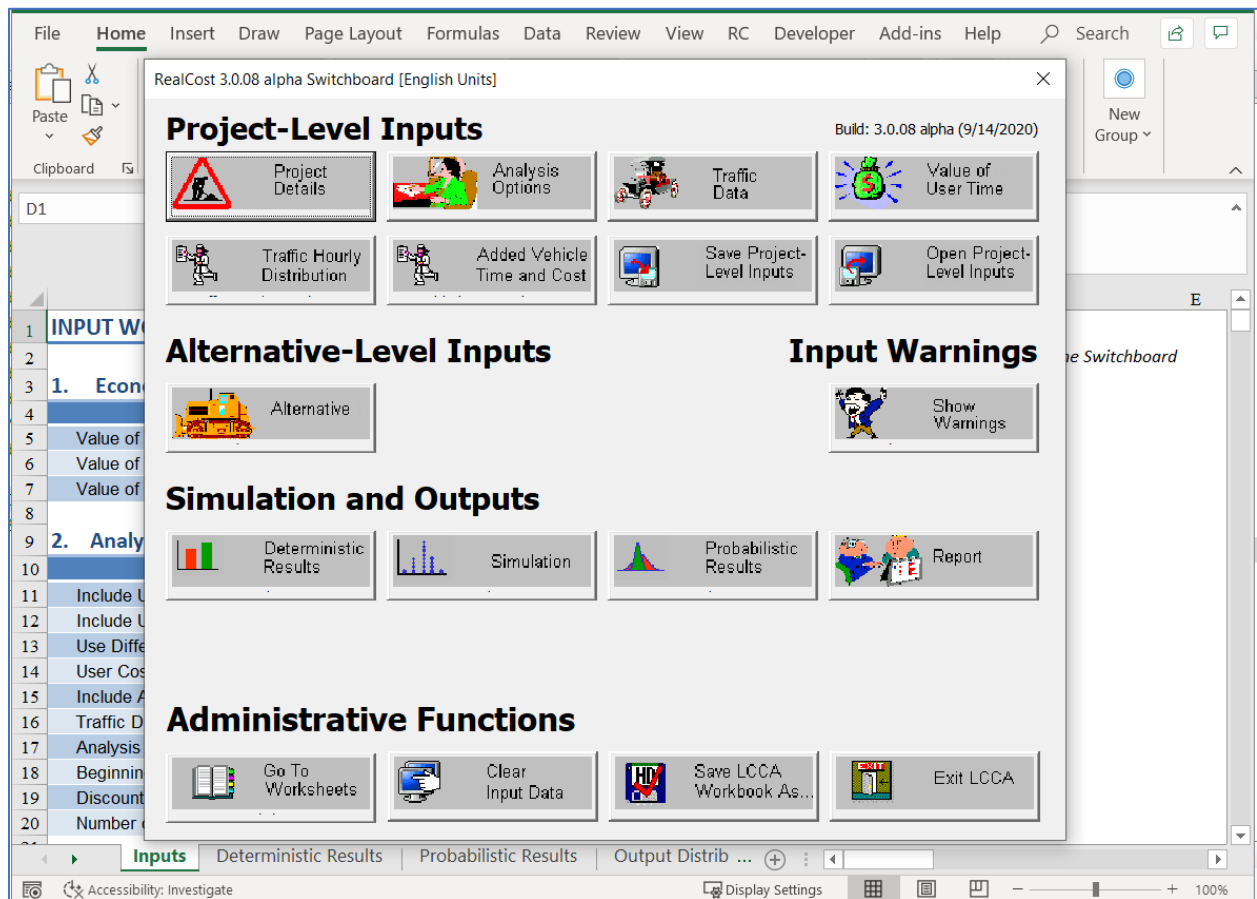 File Home Insert Draw Page Layout Formulas Data Review View RC Developer Add-ins Help Search
Paste
Clipboard
New
Group
RealCost 3.0.08 alpha Switchboard [English Units]
D1
E
Project-Level Inputs
Build: 3.0.08 alpha (9/14/2020)
Project
Details
Analysis
Options
Traffic
Data
Value of
User Time
Traffic Hourly
Distribution
Added Vehicle
Time and Cost
Save Project-
Level Inputs
Open Project-
Level Inputs
Alternative-Level Inputs
Input Warnings
Alternative
Show
Warnings
Simulation and Outputs
Deterministic
Results
Simulation
Probabilistic
Results
Report
Administrative Functions
Go To
Worksheets
Clear
Input Data
HD
Save LCCA
Workbook As...
EXIT
Exit LCCA
1 INPUT WO
2 Switchboard
3 1. Econ
4
5 Value of
6 Value of
7 Value of
8
9 2. Analy
10
11 Include U
12 Include U
13 Use Diffe
14 User Cos
15 Include A
16 Traffic D
17 Analysis
18 Beginnin
19 Discount
20 Number
Inputs Deterministic Results Probabilistic Results Output Distrib ...
Accessibility: Investigate Display Settings 100%